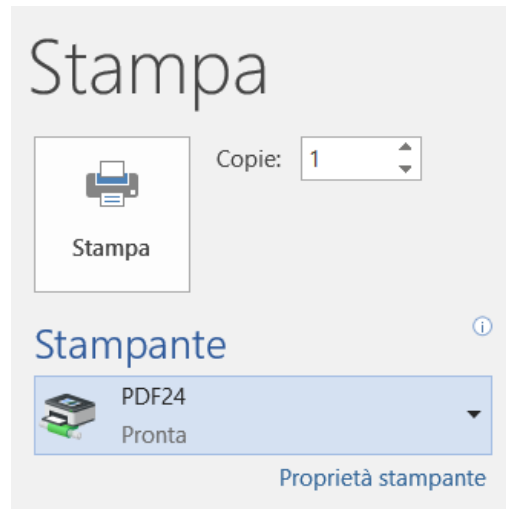 Stampa
Copie: 1
Stampa
Stampante
PDF24
Pronta
Proprietà stampante